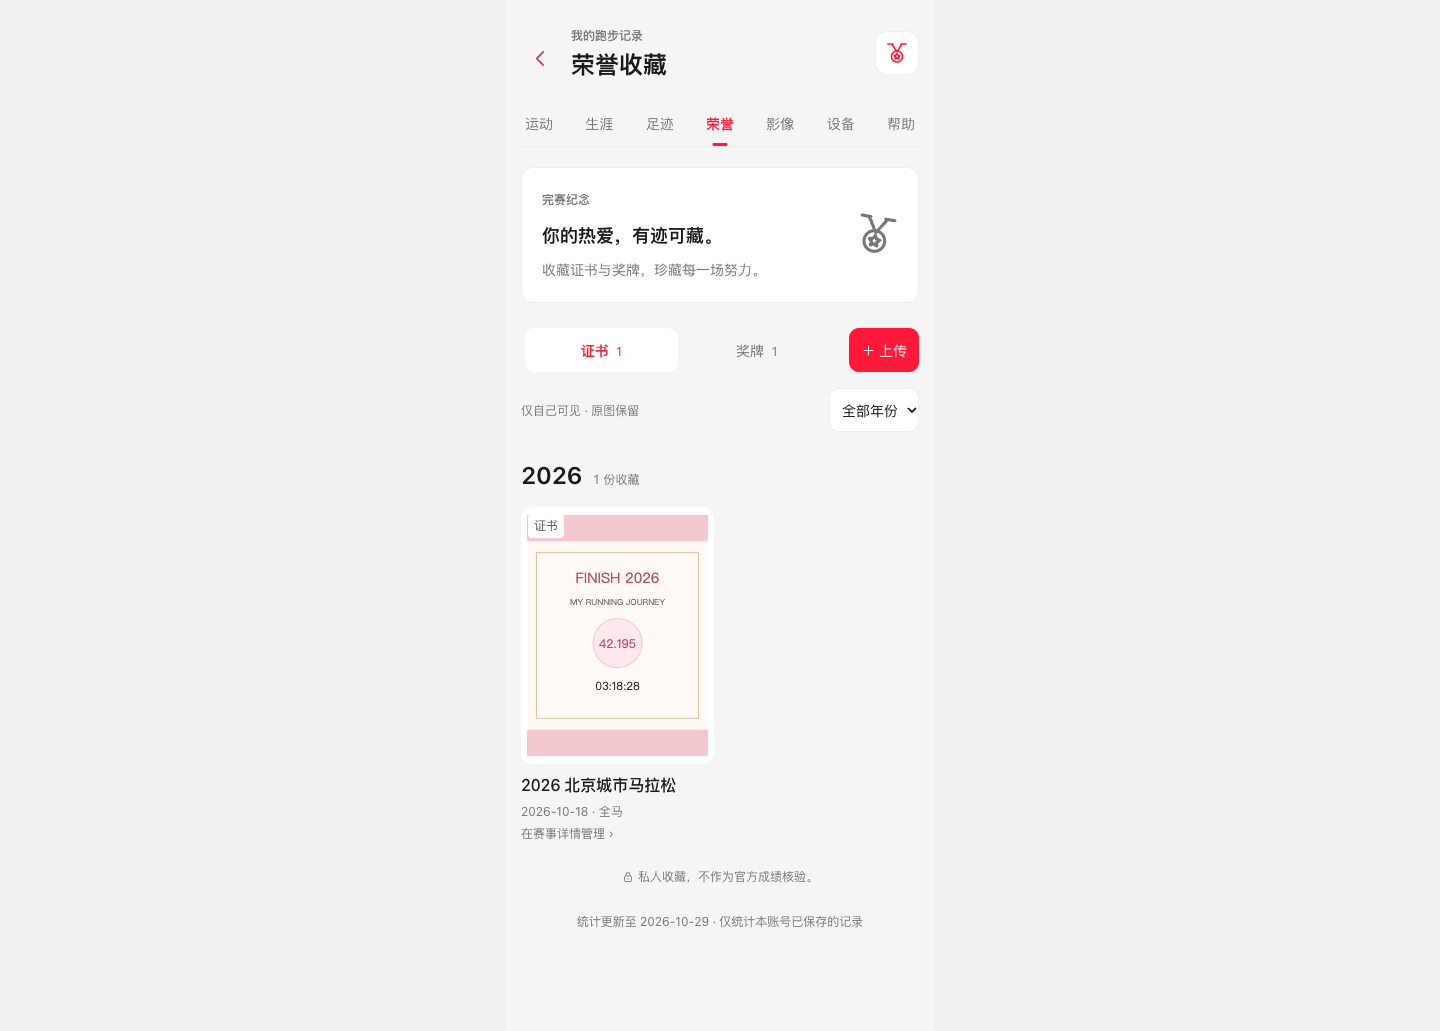 我的跑步记录
荣誉收藏
运动 生涯 足迹 荣誉 影像 设备 帮助
完赛纪念
你的热爱，有迹可藏。
收藏证书与奖牌，珍藏每一场努力。
证书 1 奖牌 1 + 上传
仅自己可见 · 原图保留 全部年份
2026 1 份收藏
证书
FINISH 2026
MY RUNNING JOURNEY
42.195
03:18:28
2026 北京城市马拉松
2026-10-18 · 全马
在赛事详情管理 ›
私人收藏，不作为官方成绩核验。
统计更新至 2026-10-29 · 仅统计本账号已保存的记录